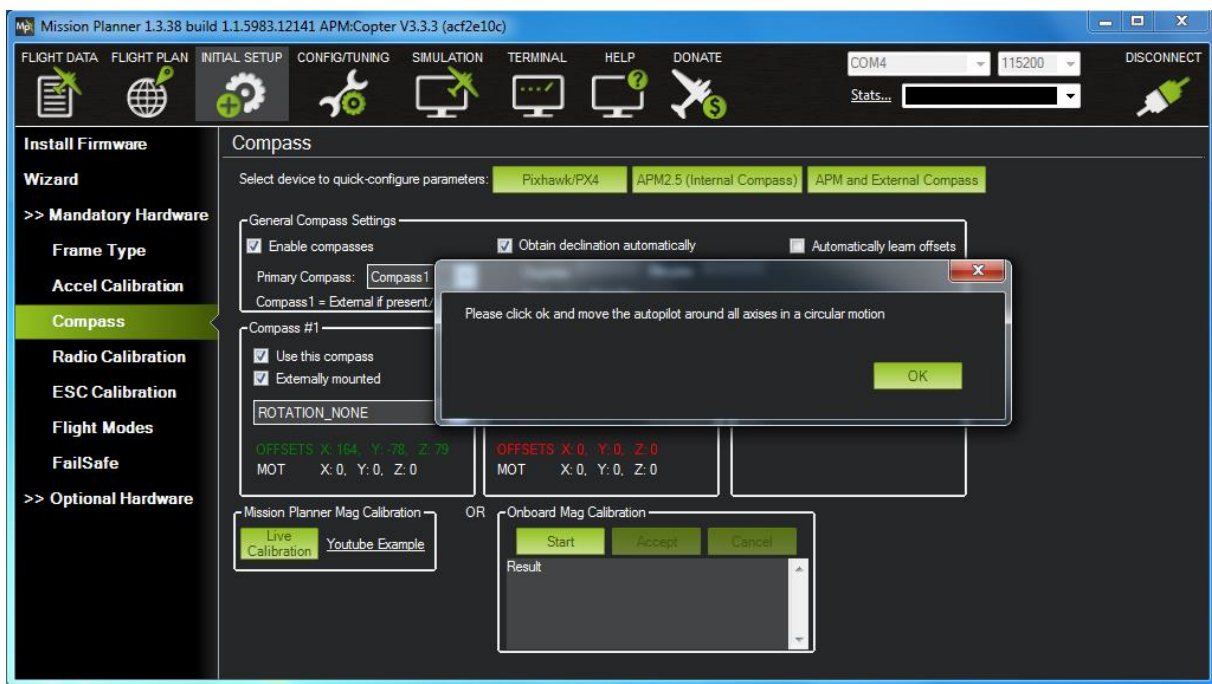 Mission Planner 1.3.38 build 1.1.5983.12141 APM:Copter V3.3.3 (acf2e10c)
FLIGHT DATA FLIGHT PLAN INITIAL SETUP CONFIG/TUNING SIMULATION TERMINAL HELP DONATE
COM4 115200 DISCONNECT
Stats...
Install Firmware
Wizard
>> Mandatory Hardware
Frame Type
Accel Calibration
Compass
Radio Calibration
ESC Calibration
Flight Modes
FailSafe
>> Optional Hardware
Compass
Select device to quick-configure parameters: Pixhawk/PX4 APM2.5 (Internal Compass) APM and External Compass
General Compass Settings
Enable compasses Obtain declination automatically Automatically learn offsets
Primary Compass: Compass1
Compass1 = External if present/
Please click ok and move the autopilot around all axises in a circular motion
OK
Compass #1
Use this compass
Externally mounted
ROTATION_NONE
OFFSETS X: 164, Y: -78, Z: 79 OFFSETS X: 0, Y: 0, Z: 0
MOT X: 0, Y: 0, Z: 0 MOT X: 0, Y: 0, Z: 0
Mission Planner Mag Calibration OR Onboard Mag Calibration
Live Calibration Youtube Example
Start Accept Cancel
Result